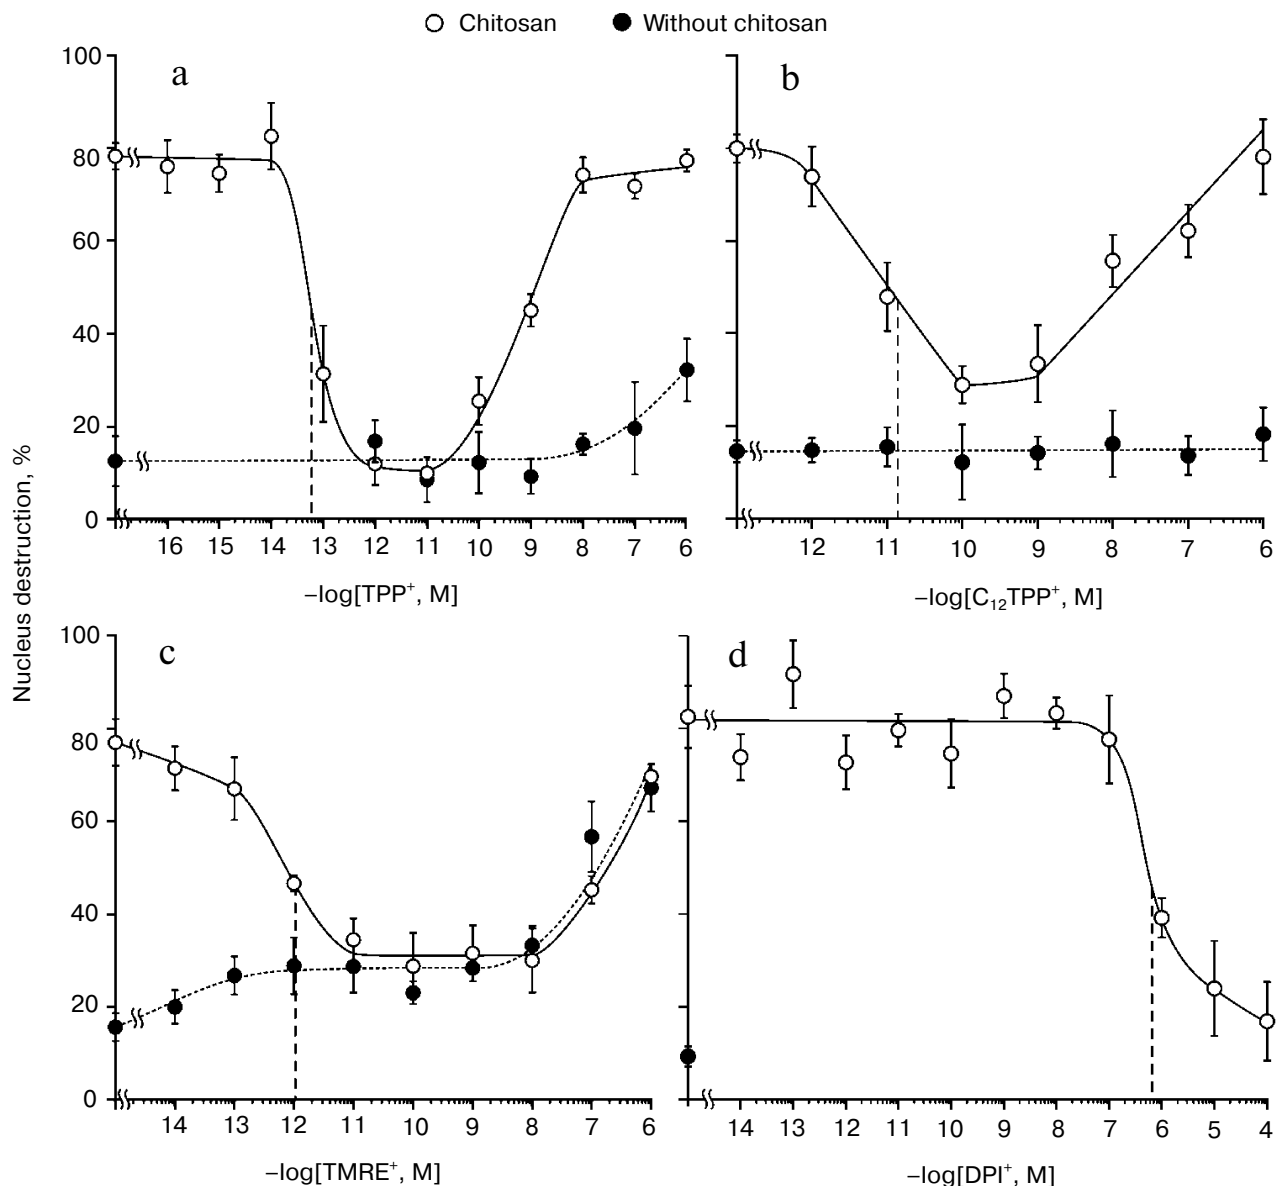 Chitosan Without chitosan
Nucleus destruction, %
a
100
80
60
40
20
0
16 15 14 13 12 11 10 9 8 7 6
–log[TPP⁺, M]
b
12 11 10 9 8 7 6
–log[C₁₂TPP⁺, M]
c
100
80
60
40
20
0
14 13 12 11 10 9 8 7 6
–log[TMRE⁺, M]
d
14 13 12 11 10 9 8 7 6 5 4
–log[DPI⁺, M]